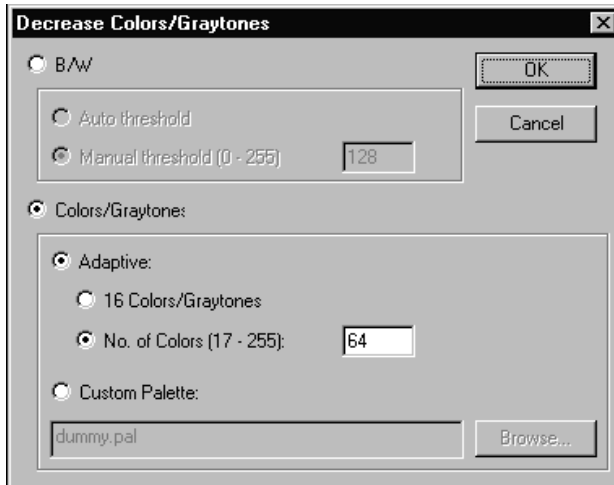 Decrease Colors/Graytones
B/W
OK
Auto threshold
Cancel
Manual threshold (0 - 255)
128
Colors/Graytones
Adaptive:
16 Colors/Graytones
No. of Colors (17 - 255):
64
Custom Palette:
dummy.pal
Browse...